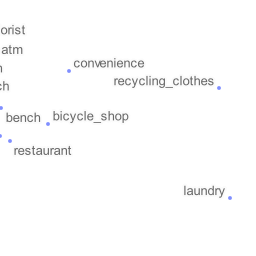 orist
atm
convenience
recycling_clothes
bench
bicycle_shop
restaurant
laundry